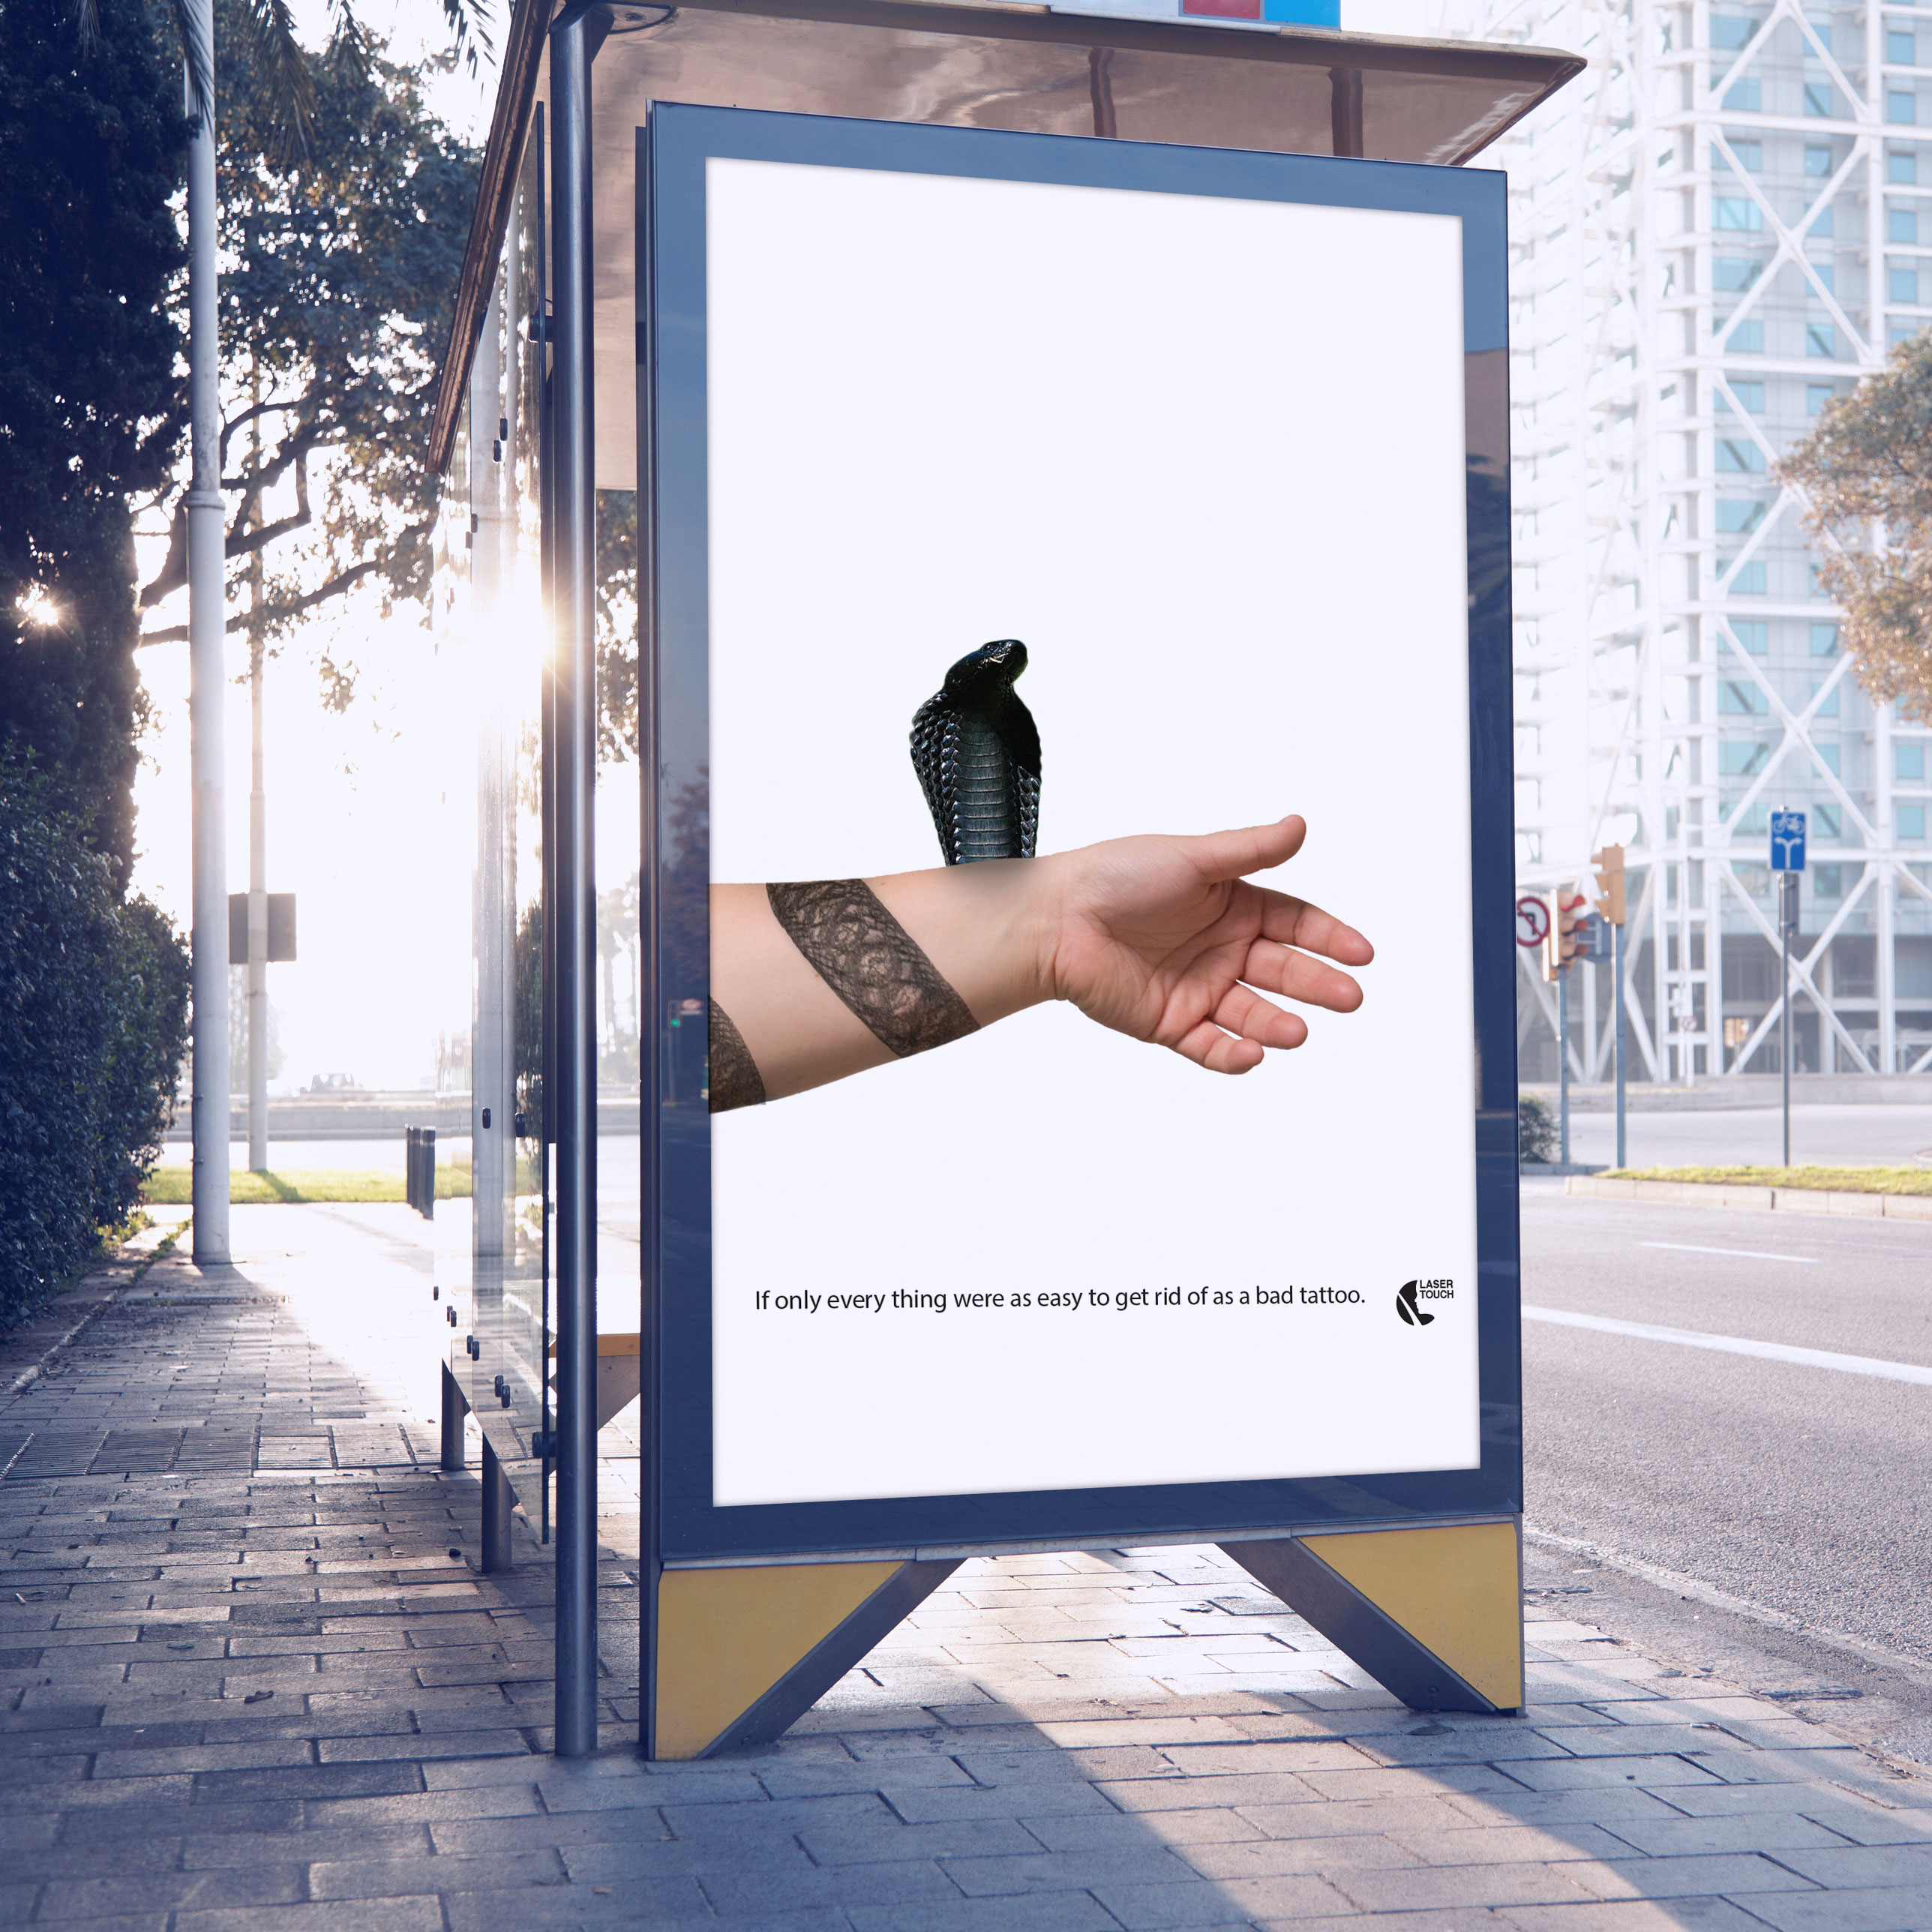 If only every thing were as easy to get rid of as a bad tattoo.
LASER
TOUCH